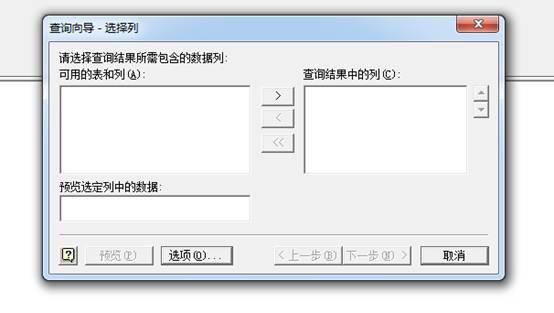 查询向导 - 选择列
请选择查询结果所需包含的数据列:
可用的表和列(A):
查询结果中的列(C):
>
<
<<
预览选定列中的数据:
?
预览(P)
选项(O)...
< 上一步(B)
下一步(N) >
取消